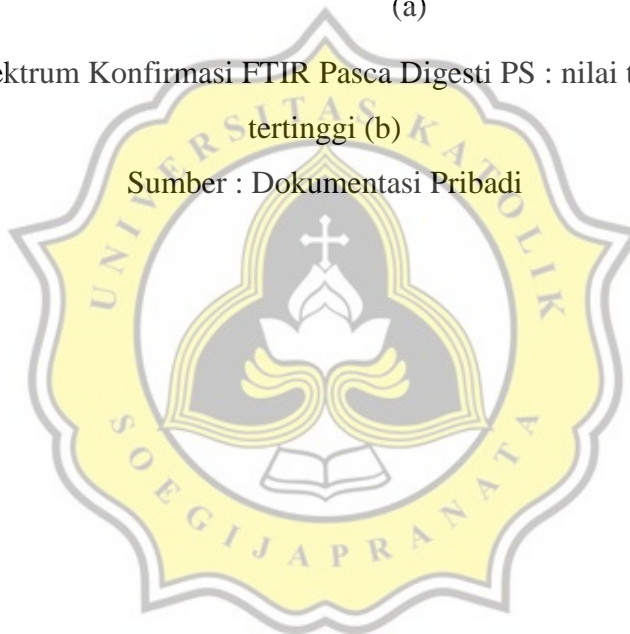 (a)
ektrum Konfirmasi FTIR Pasca Digesti PS : nilai t
tertinggi (b)
Sumber : Dokumentasi Pribadi
UNIVERSITAS KATOLIK
SOEGIJAPRANATA